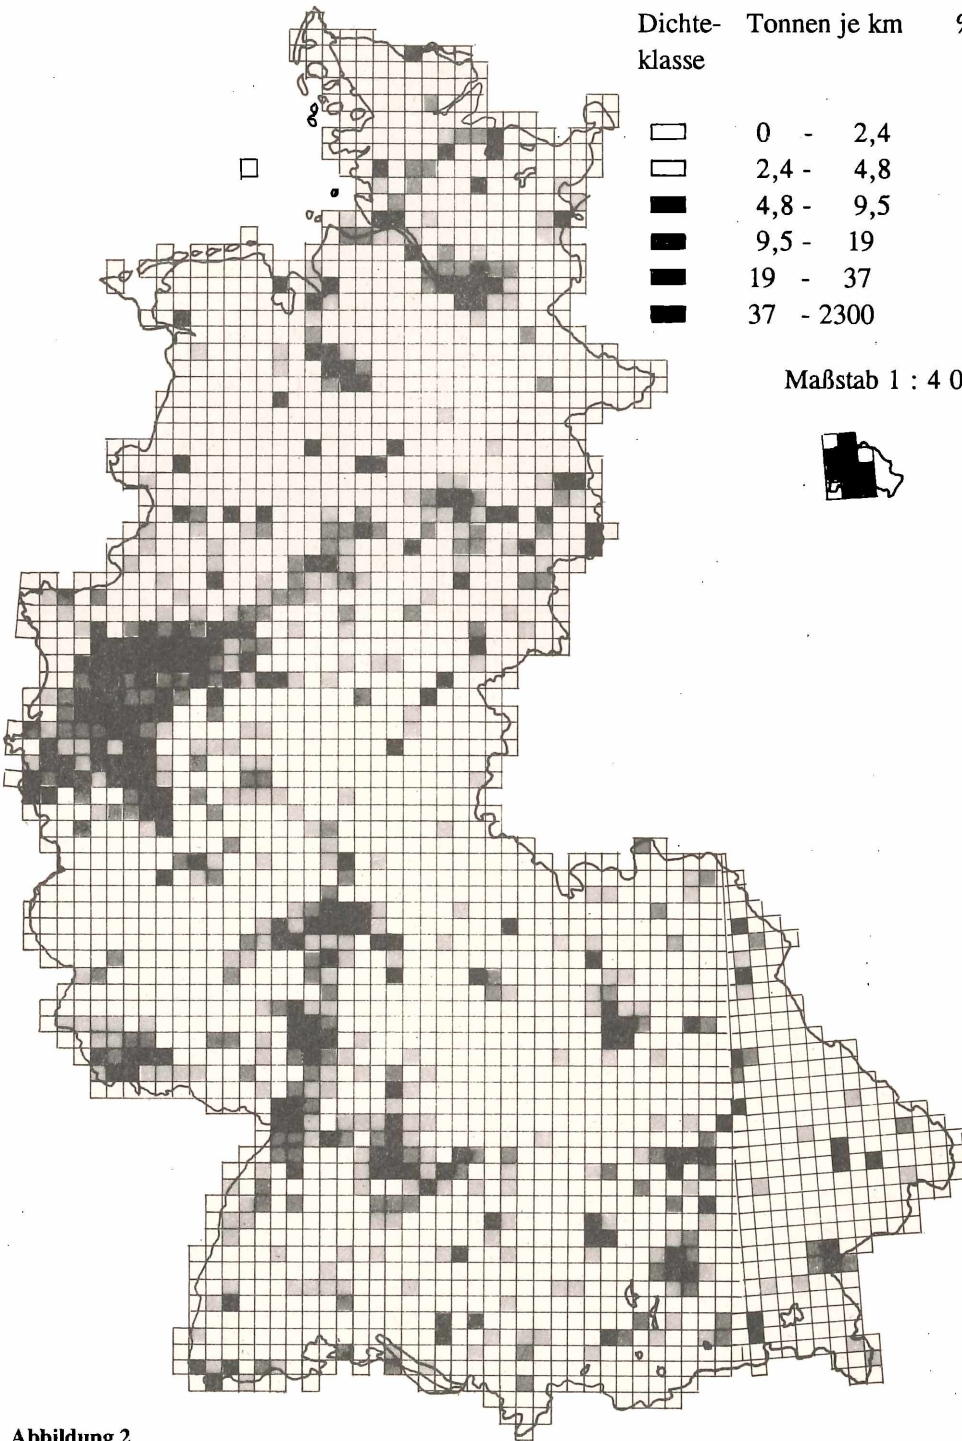 Dichte- Tonnen je km %
klasse
0 - 2,4
2,4 - 4,8
4,8 - 9,5
9,5 - 19
19 - 37
37 - 2300
Maßstab 1 : 4 0
Abbildung 2